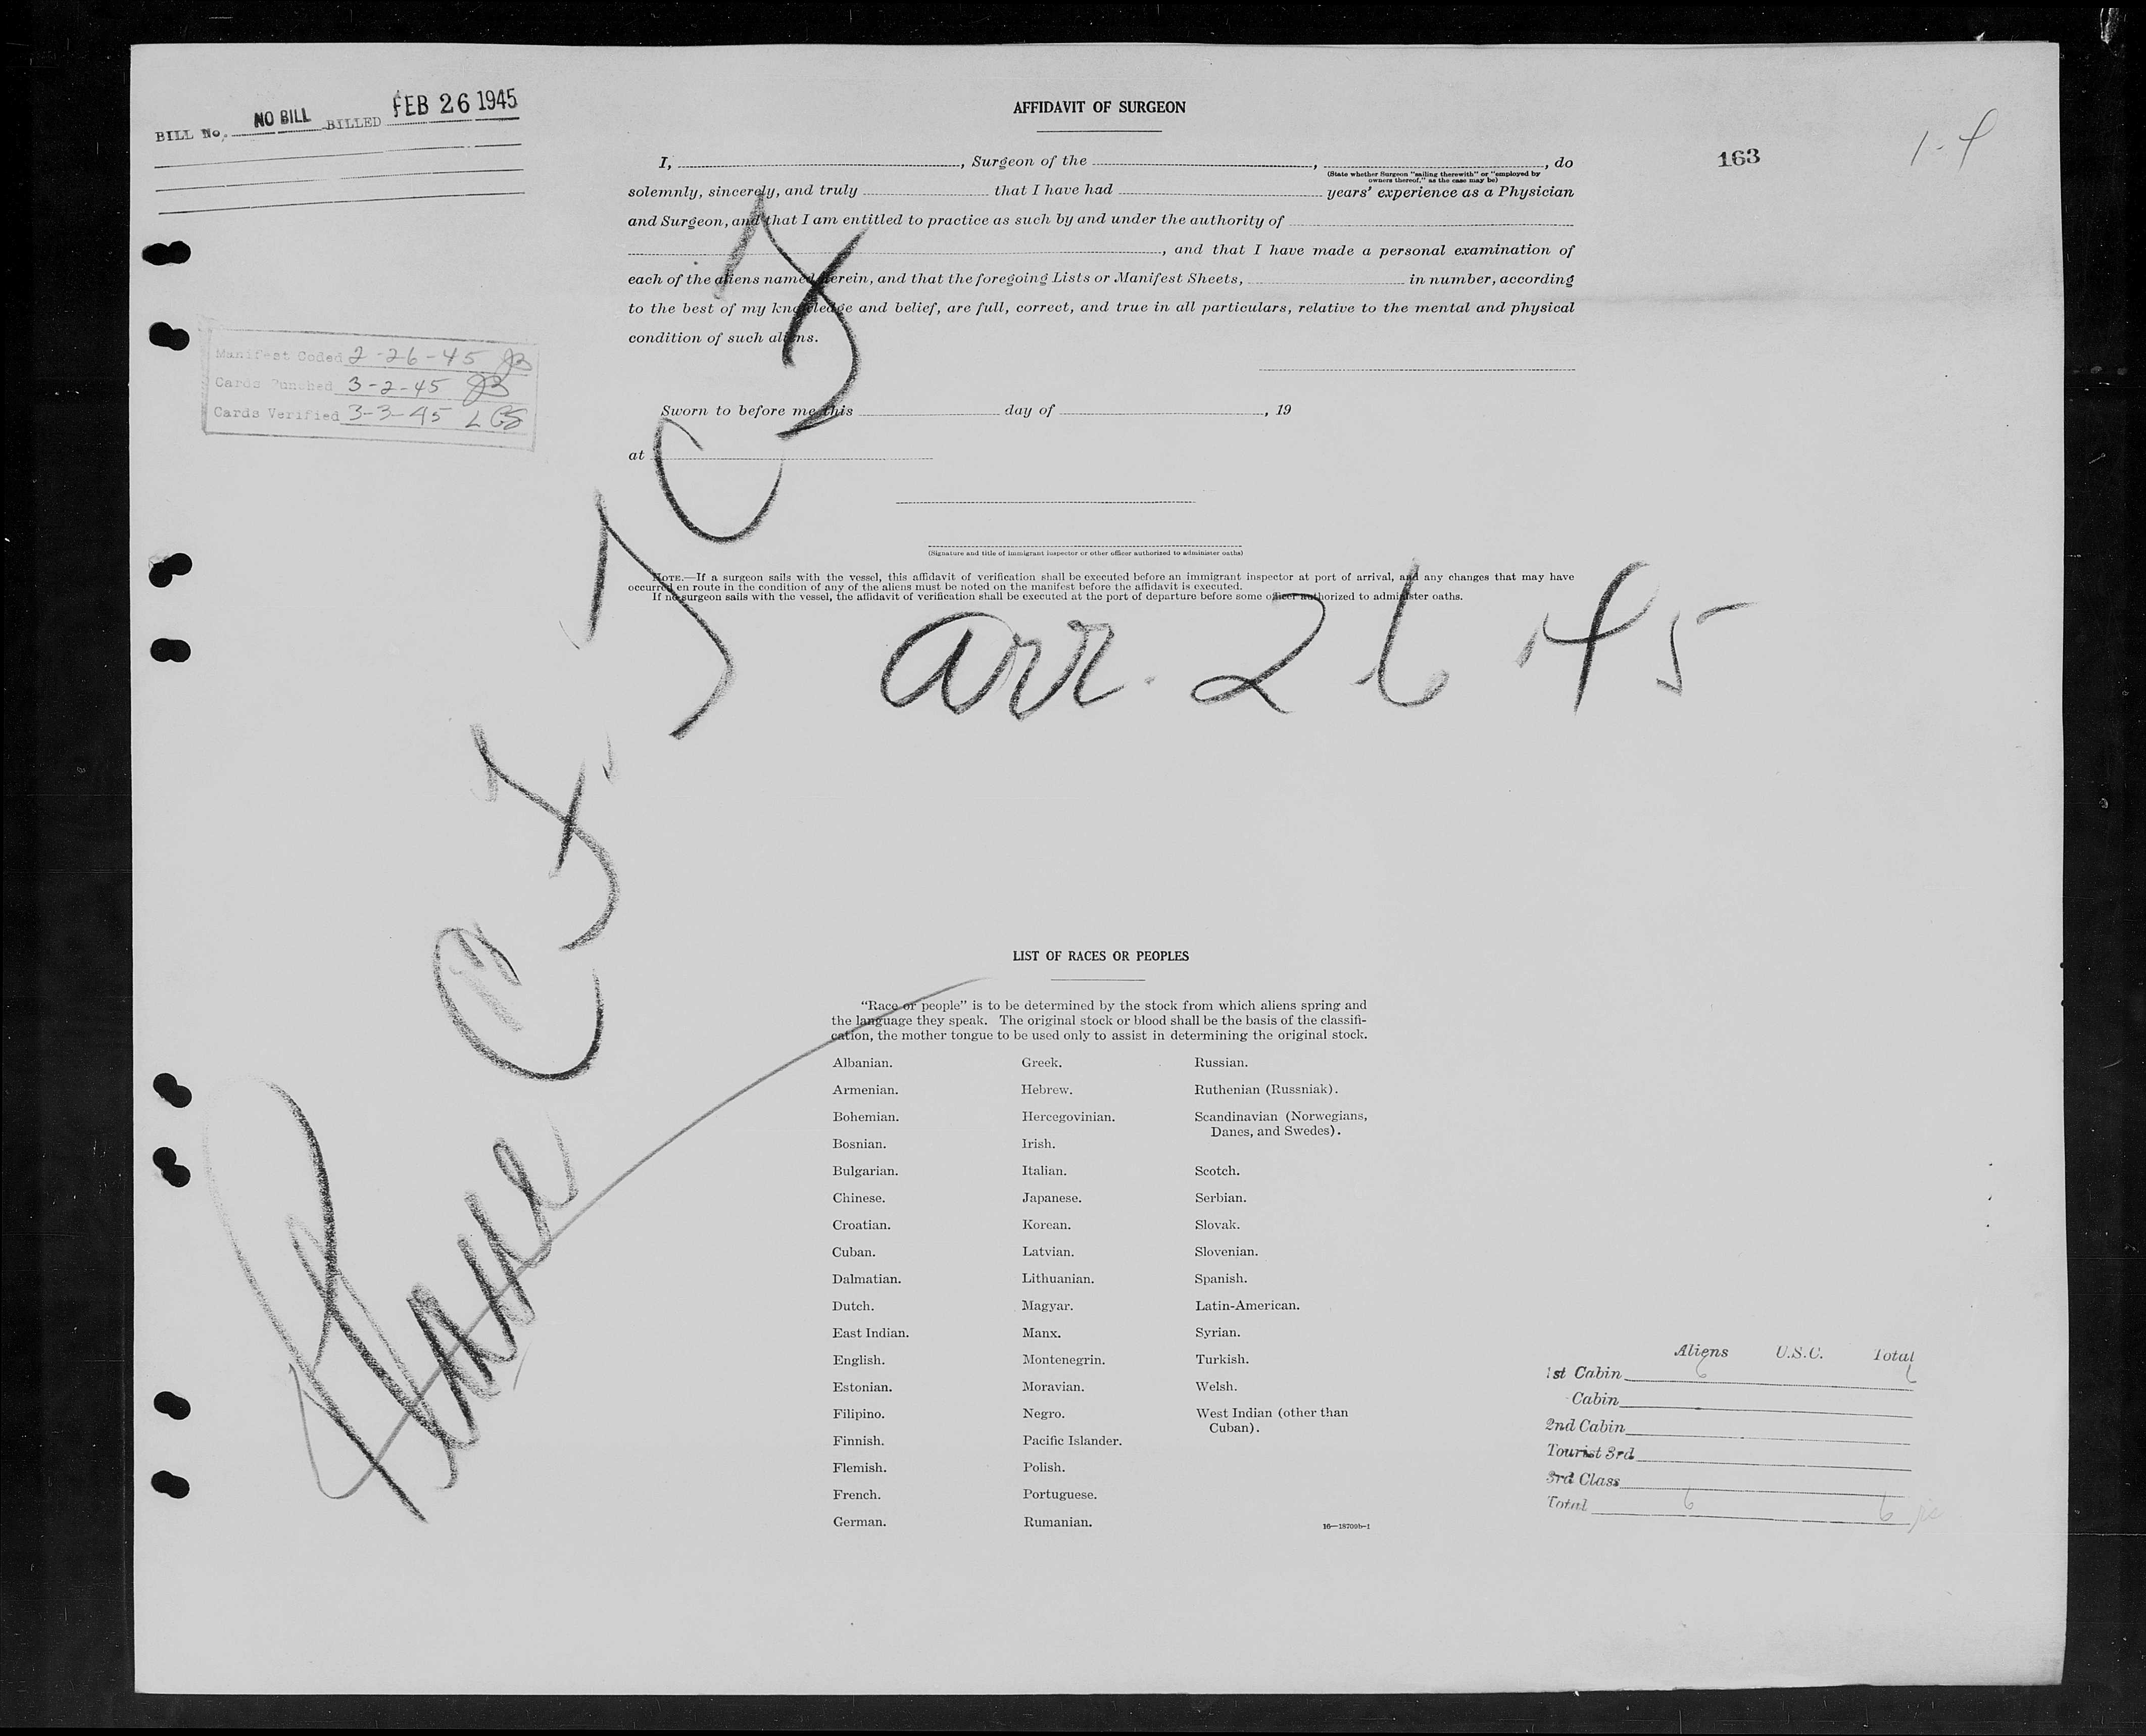 BILL No. NO BILL BILLED FEB 26 1945
AFFIDAVIT OF SURGEON
163
1-4
I, , Surgeon of the , , do
(State whether Surgeon "sailing therewith" or "employed by
owners thereof," as the case may be)
solemnly, sincerely, and truly that I have had years' experience as a Physician
and Surgeon, and that I am entitled to practice as such by and under the authority of
, and that I have made a personal examination of
each of the aliens named herein, and that the foregoing Lists or Manifest Sheets, in number, according
to the best of my knowledge and belief, are full, correct, and true in all particulars, relative to the mental and physical
condition of such aliens.
Manifest Coded 2-26-45 JB
Cards Punched 3-2-45 JB
Cards Verified 3-3-45 LGS
Sworn to before me this day of , 19
at
(Signature and title of immigrant inspector or other officer authorized to administer oaths)
NOTE.—If a surgeon sails with the vessel, this affidavit of verification shall be executed before an immigrant inspector at port of arrival, and any changes that may have
occurred en route in the condition of any of the aliens must be noted on the manifest before the affidavit is executed.
If no surgeon sails with the vessel, the affidavit of verification shall be executed at the port of departure before some officer authorized to administer oaths.
arr. 2 6 45
Plane
LIST OF RACES OR PEOPLES
"Race or people" is to be determined by the stock from which aliens spring and
the language they speak. The original stock or blood shall be the basis of the classifi-
cation, the mother tongue to be used only to assist in determining the original stock.
Albanian. Greek. Russian.
Armenian. Hebrew. Ruthenian (Russniak).
Bohemian. Hercegovinian. Scandinavian (Norwegians,
Danes, and Swedes).
Bosnian. Irish.
Bulgarian. Italian. Scotch.
Chinese. Japanese. Serbian.
Croatian. Korean. Slovak.
Cuban. Latvian. Slovenian.
Dalmatian. Lithuanian. Spanish.
Dutch. Magyar. Latin-American.
East Indian. Manx. Syrian.
English. Montenegrin. Turkish.
Estonian. Moravian. Welsh.
Filipino. Negro. West Indian (other than
Cuban).
Finnish. Pacific Islander.
Flemish. Polish.
French. Portuguese.
German. Rumanian.
16—18709b-1
Aliens U.S.C. Total
1st Cabin 6 6
Cabin
2nd Cabin
Tourist 3rd
3rd Class
Total 6 6